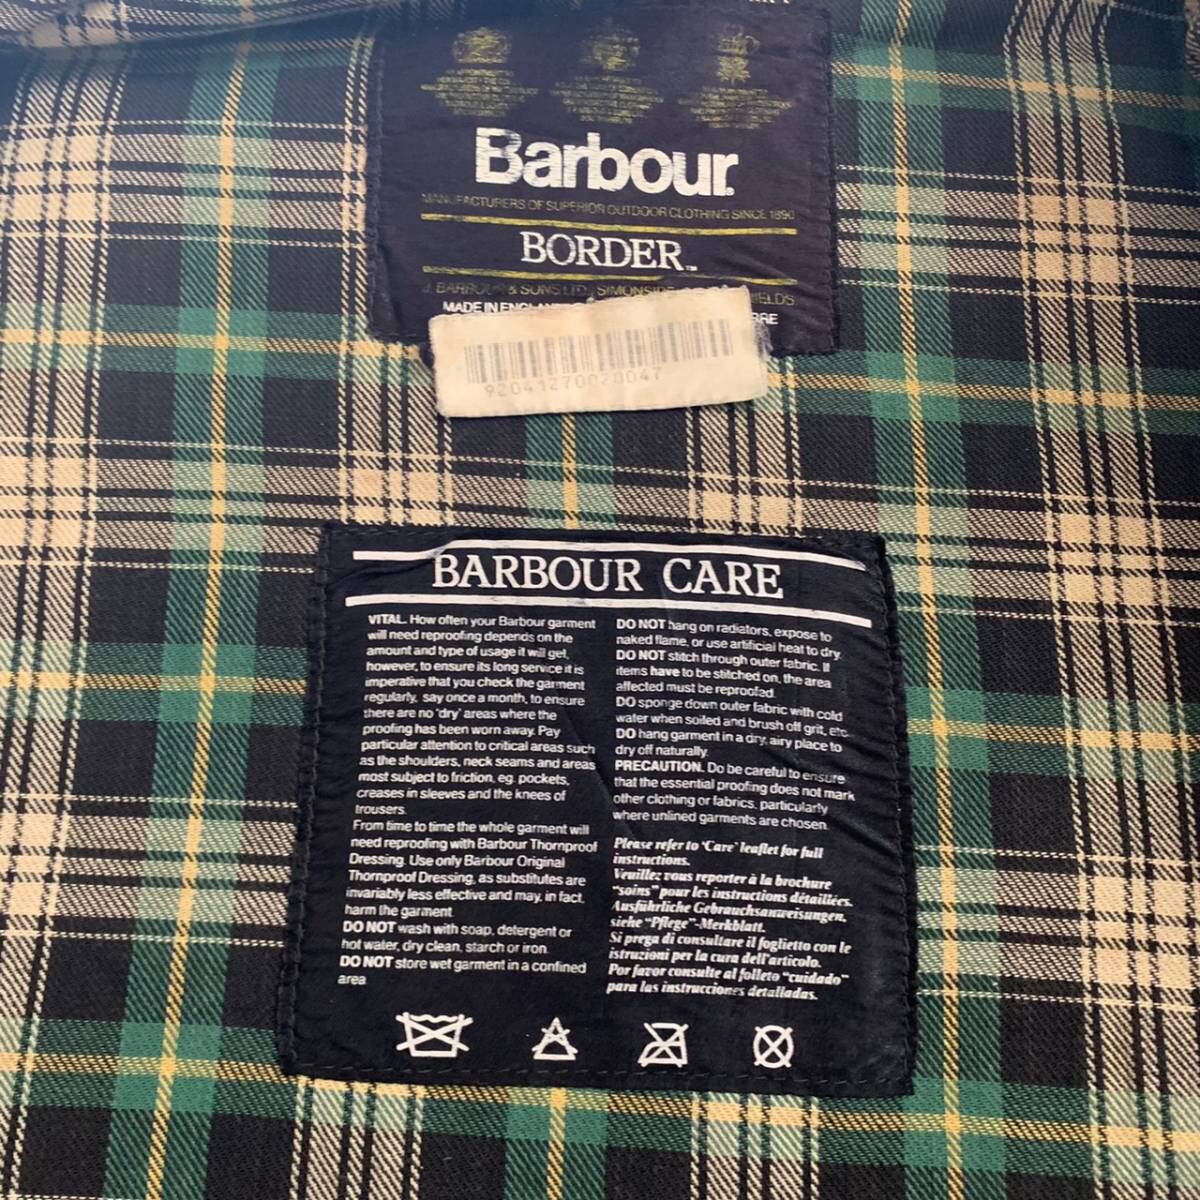 Barbour
MANUFACTURERS OF SUPERIOR OUTDOOR CLOTHING SINCE 1890
BORDER™
J. BARBOUR & SONS LTD., SIMONSIDE
MADE IN ENGLAND
92041270020047
BARBOUR CARE
VITAL. How often your Barbour garment
will need reproofing depends on the
amount and type of usage it will get,
however, to ensure its long service it is
imperative that you check the garment
regularly, say once a month, to ensure
there are no 'dry' areas where the
proofing has been worn away. Pay
particular attention to critical areas such
as the shoulders, neck seams and areas
most subject to friction, eg. pockets,
creases in sleeves and the knees of
trousers.
From time to time the whole garment will
need reproofing with Barbour Thornproof
Dressing. Use only Barbour Original
Thornproof Dressing, as substitutes are
invariably less effective and may, in fact,
harm the garment
DO NOT wash with soap, detergent or
hot water, dry clean, starch or iron.
DO NOT store wet garment in a confined
area
DO NOT hang on radiators, expose to
naked flame, or use artificial heat to dry.
DO NOT stitch through outer fabric. If
items have to be stitched on, the area
affected must be reproofed.
DO sponge down outer fabric with cold
water when soiled and brush off grit, etc.
DO hang garment in a dry, airy place to
dry off naturally.
PRECAUTION. Do be careful to ensure
that the essential proofing does not mark
other clothing or fabrics, particularly
where unlined garments are chosen.
Please refer to 'Care' leaflet for full
instructions.
Veuillez vous reporter à la brochure
"soins" pour les instructions détaillées.
Ausführliche Gebrauchsanweisungen,
siehe "Pflege"-Merkblatt.
Si prega di consultare il foglietto con le
istruzioni per la cura dell'articolo.
Por favor consulte al folleto "cuidado"
para las instrucciones detalladas.